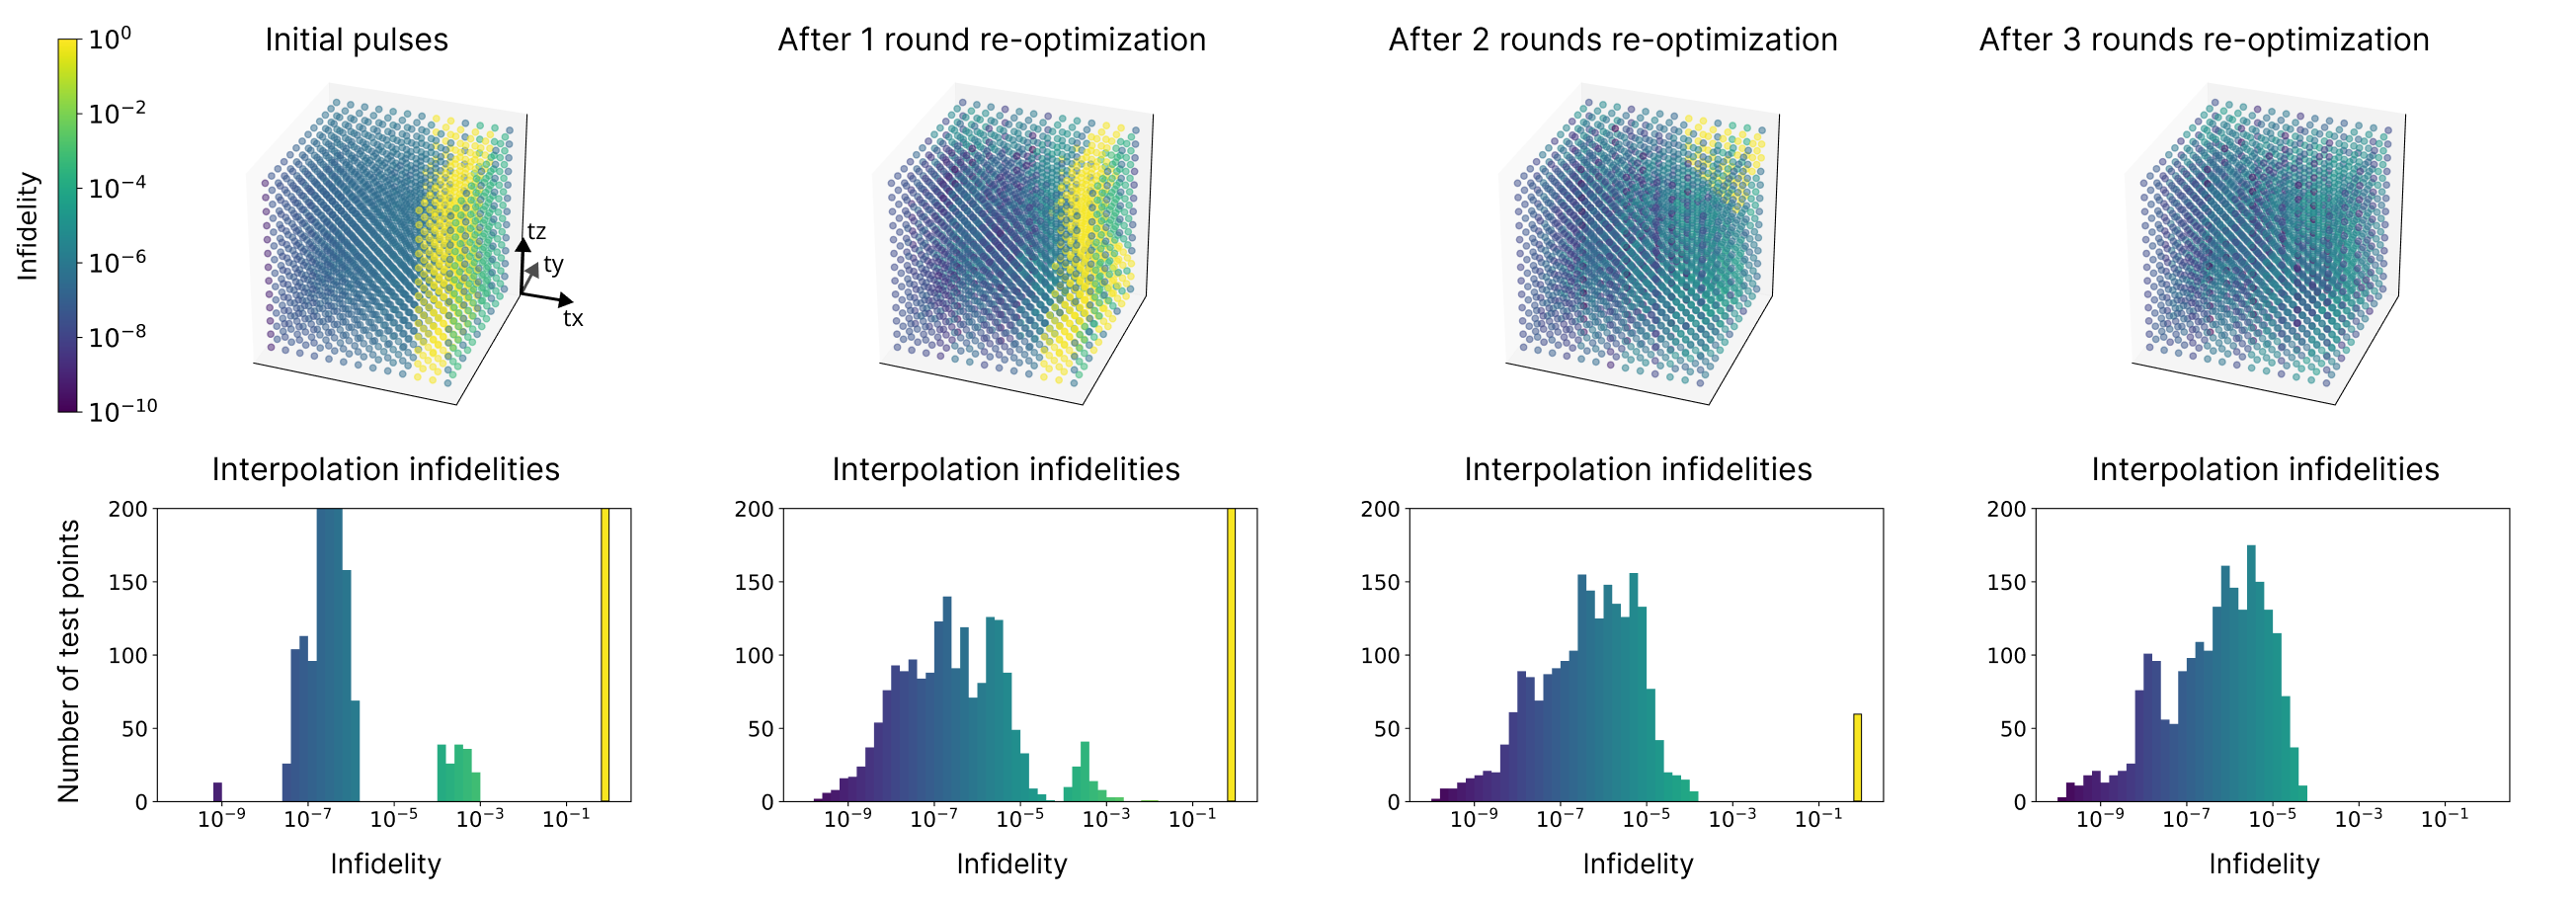 Initial pulses
After 1 round re-optimization
After 2 rounds re-optimization
After 3 rounds re-optimization
Infidelity
10⁰
10⁻²
10⁻⁴
10⁻⁶
10⁻⁸
10⁻¹⁰
tz
ty
tx
Interpolation infidelities
Interpolation infidelities
Interpolation infidelities
Interpolation infidelities
Number of test points
200
150
100
50
0
10⁻⁹ 10⁻⁷ 10⁻⁵ 10⁻³ 10⁻¹
Infidelity
200
150
100
50
0
10⁻⁹ 10⁻⁷ 10⁻⁵ 10⁻³ 10⁻¹
Infidelity
200
150
100
50
0
10⁻⁹ 10⁻⁷ 10⁻⁵ 10⁻³ 10⁻¹
Infidelity
200
150
100
50
0
10⁻⁹ 10⁻⁷ 10⁻⁵ 10⁻³ 10⁻¹
Infidelity